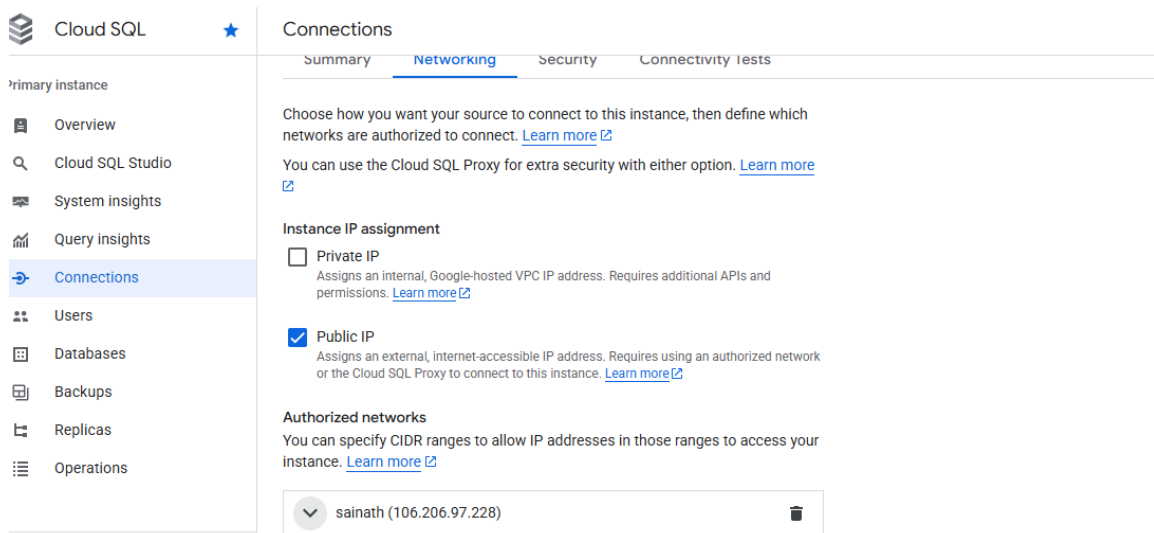 Cloud SQL
Connections
Summary Networking Security Connectivity Tests
Primary instance
Overview
Cloud SQL Studio
System insights
Query insights
Connections
Users
Databases
Backups
Replicas
Operations
Choose how you want your source to connect to this instance, then define which
networks are authorized to connect. Learn more
You can use the Cloud SQL Proxy for extra security with either option. Learn more
Instance IP assignment
Private IP
Assigns an internal, Google-hosted VPC IP address. Requires additional APIs and
permissions. Learn more
Public IP
Assigns an external, internet-accessible IP address. Requires using an authorized network
or the Cloud SQL Proxy to connect to this instance. Learn more
Authorized networks
You can specify CIDR ranges to allow IP addresses in those ranges to access your
instance. Learn more
sainath (106.206.97.228)